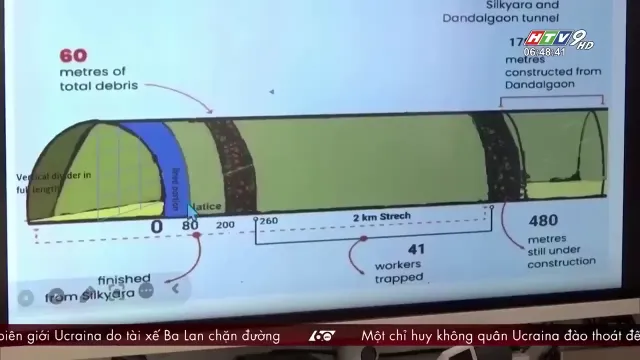 Silkyara and
Dandalgaon tunnel
HTV9 HD
06:48:41
60
metres of
total debris
metres
constructed from
Dandalgaon
Vertical divider in
full length
0
80
200
260
2 km Strech
480
metres
still under
construction
41
workers
trapped
finished
from Silkyara
biên giới Ucraina do tài xế Ba Lan chặn đường
60
Một chỉ huy không quân Ucraina đào thoát